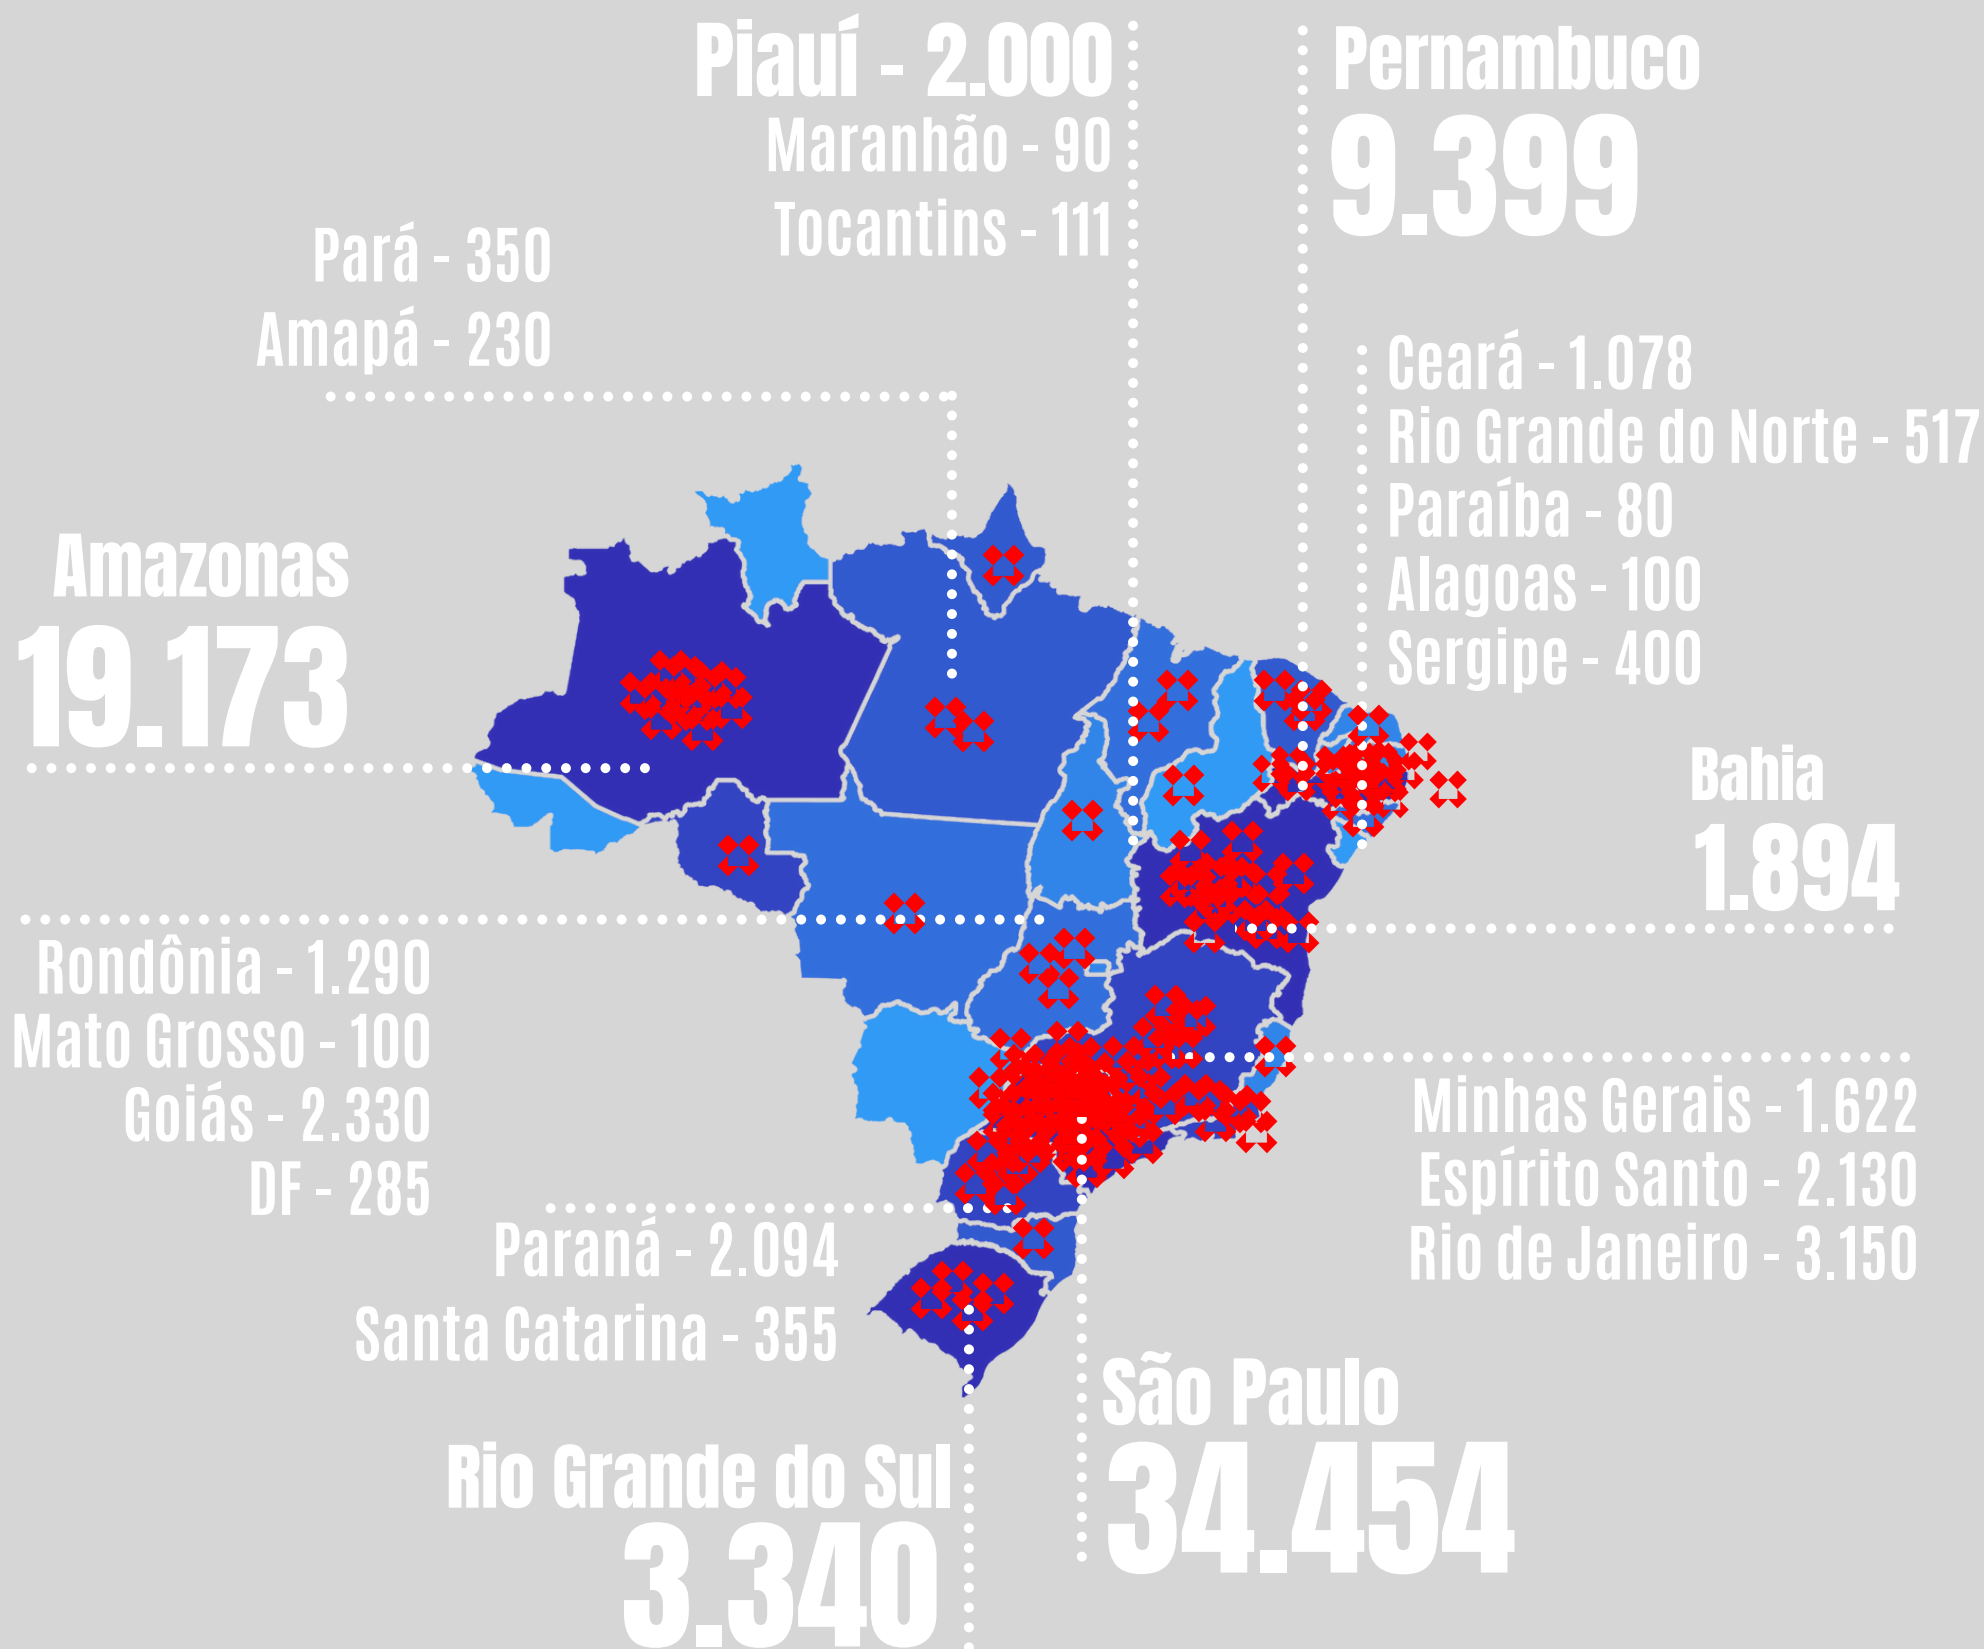 Piauí - 2.000
Maranhão - 90
Tocantins - 111
Pernambuco
9.399
Pará - 350
Amapá - 230
Ceará - 1.078
Rio Grande do Norte - 517
Paraíba - 80
Alagoas - 100
Sergipe - 400
Amazonas
19.173
Bahia
1.894
Rondônia - 1.290
Mato Grosso - 100
Goiás - 2.330
DF - 285
Minhas Gerais - 1.622
Espírito Santo - 2.130
Rio de Janeiro - 3.150
Paraná - 2.094
Santa Catarina - 355
São Paulo
34.454
Rio Grande do Sul
3.340